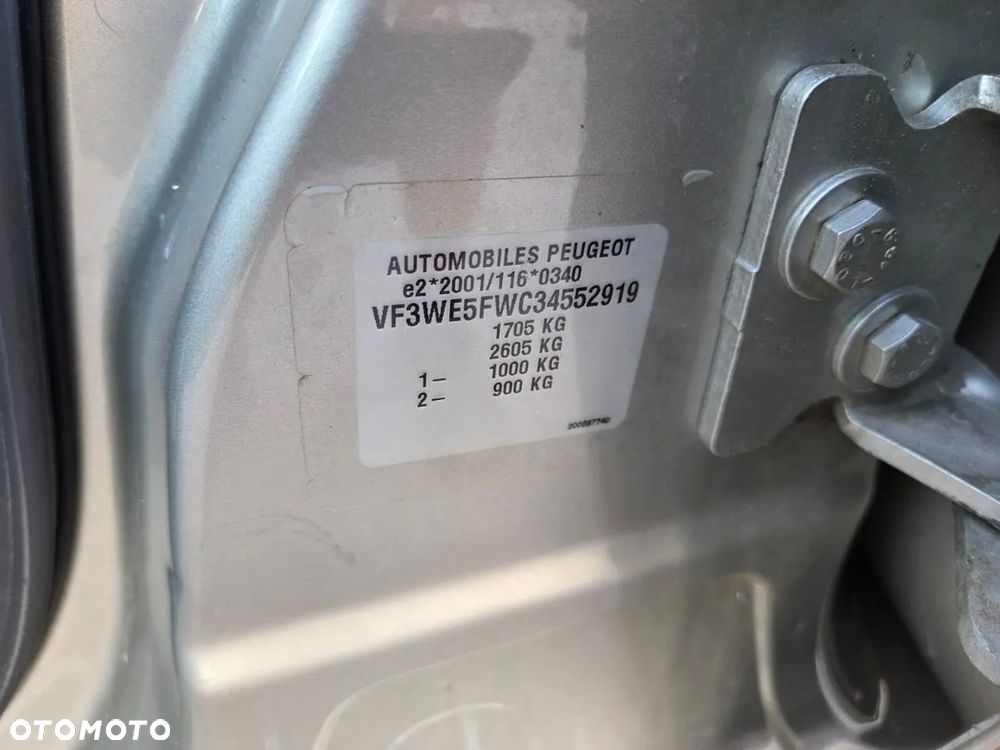 AUTOMOBILES PEUGEOT
e2*2001/116*0340
VF3WE5FWC34552919
1705 KG
2605 KG
1- 1000 KG
2- 900 KG
OTOMOTO